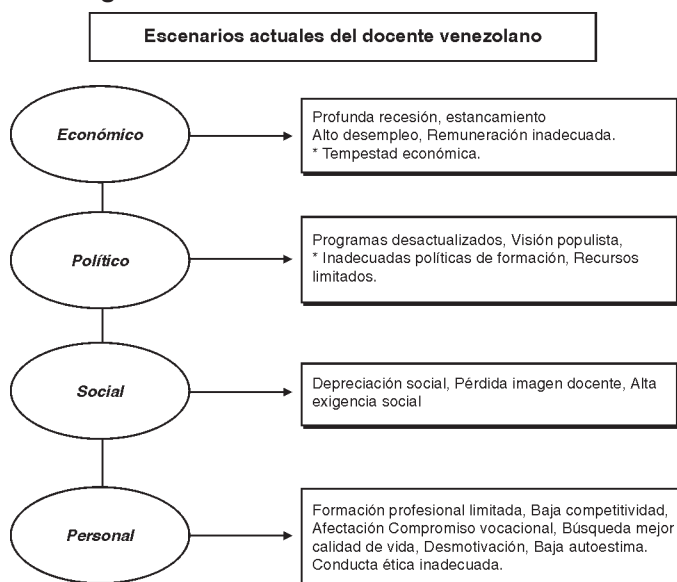 Escenarios actuales del docente venezolano
Económico
Profunda recesión, estancamiento
Alto desempleo, Remuneración inadecuada.
* Tempestad económica.
Político
Programas desactualizados, Visión populista,
* Inadecuadas políticas de formación, Recursos
limitados.
Social
Depreciación social, Pérdida imagen docente, Alta
exigencia social
Personal
Formación profesional limitada, Baja competitividad,
Afectación Compromiso vocacional, Búsqueda mejor
calidad de vida, Desmotivación, Baja autoestima.
Conducta ética inadecuada.